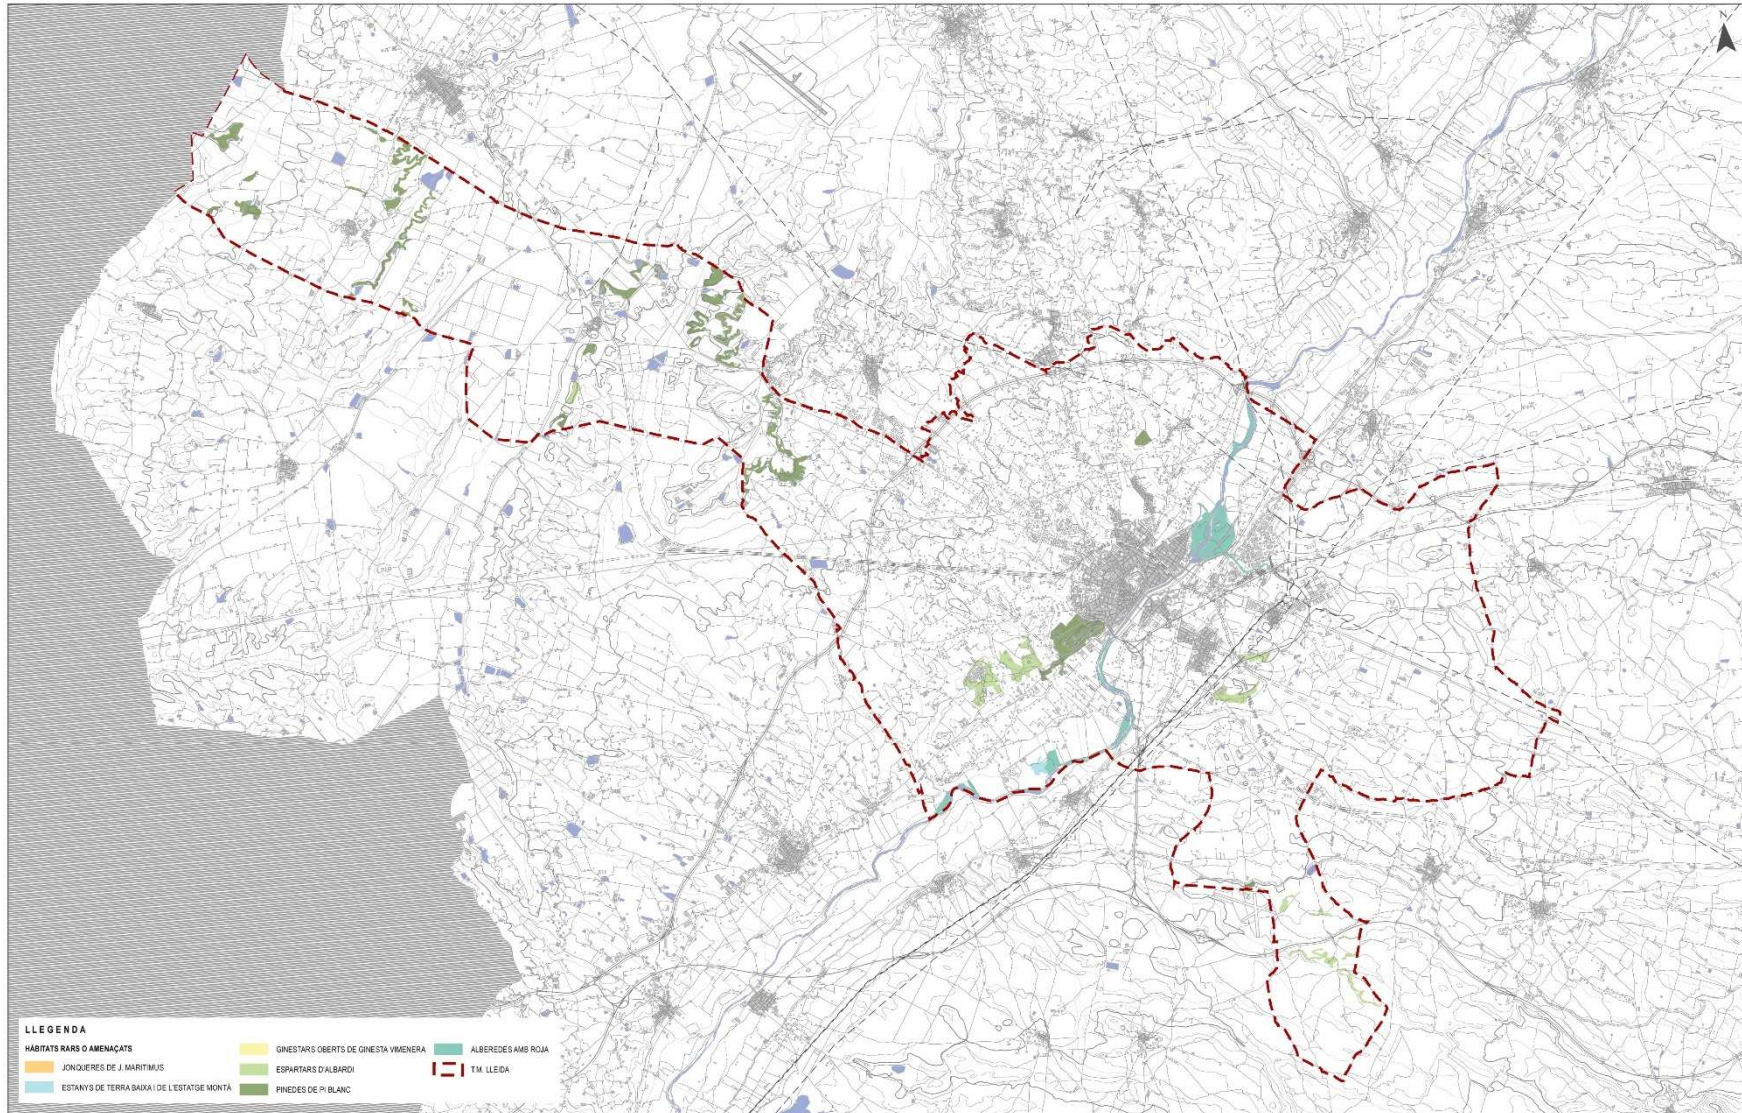 N
LLEGENDA
HÀBITATS RARS O AMENAÇATS
JONQUERES DE J. MARITIMUS
ESTANYS DE TERRA BAIXA I DE L'ESTATGE MONTÀ
GINESTARS OBERTS DE GINESTA VIMENERA
ESPARTARS D'ALBARDI
PINEDES DE PI BLANC
ALBEREDES AMB ROJA
T.M. LLEIDA